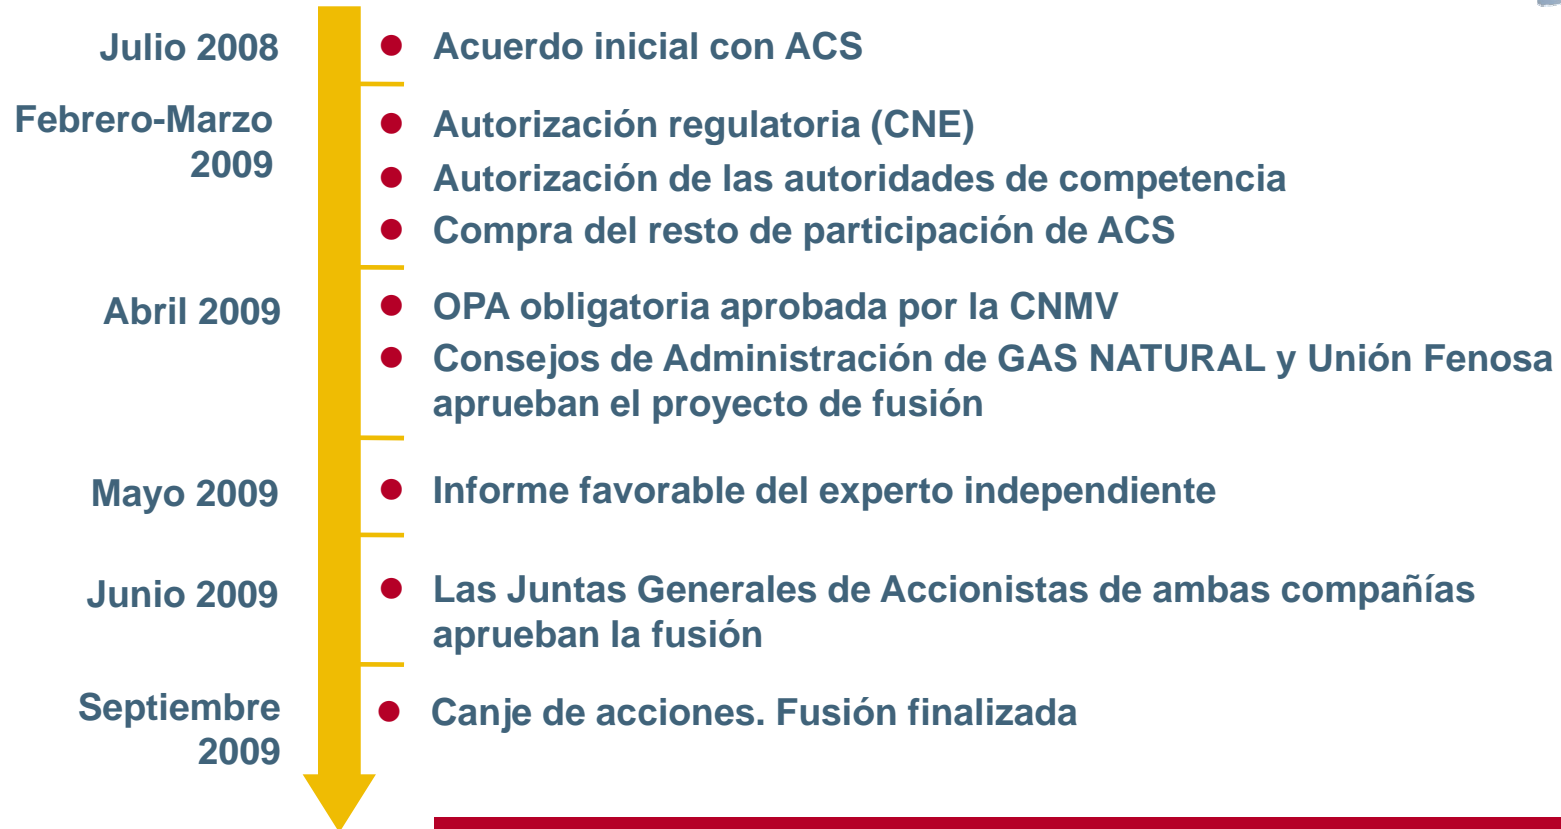 Julio 2008
Acuerdo inicial con ACS
Febrero-Marzo
2009
Autorización regulatoria (CNE)
Autorización de las autoridades de competencia
Compra del resto de participación de ACS
Abril 2009
OPA obligatoria aprobada por la CNMV
Consejos de Administración de GAS NATURAL y Unión Fenosa
aprueban el proyecto de fusión
Mayo 2009
Informe favorable del experto independiente
Junio 2009
Las Juntas Generales de Accionistas de ambas compañías
aprueban la fusión
Septiembre
2009
Canje de acciones. Fusión finalizada